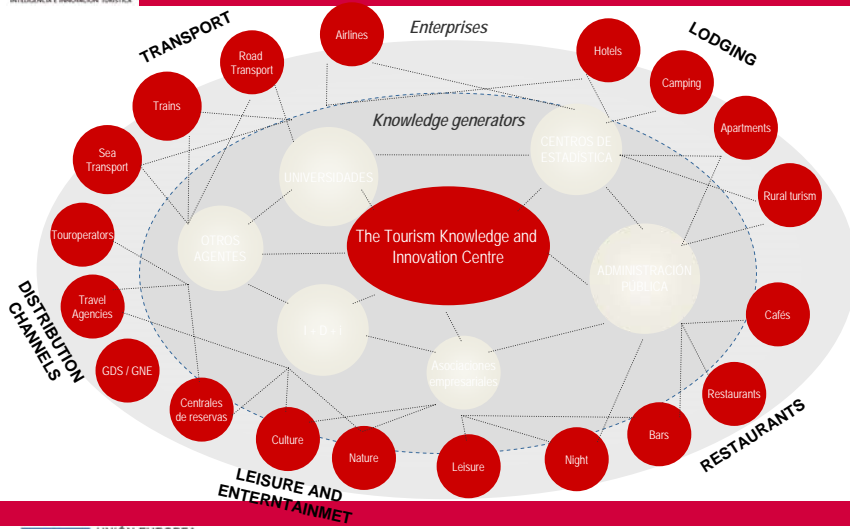 INTELIGENCIA E INNOVACIÓN TURÍSTICA
TRANSPORT
Enterprises
LODGING
Airlines
Road
Transport
Hotels
Camping
Trains
Knowledge generators
Apartments
CENTROS DE
ESTADÍSTICA
Sea
Transport
UNIVERSIDADES
Rural turism
Touroperators
OTROS
AGENTES
The Tourism Knowledge and
Innovation Centre
ADMINISTRACIÓN
PÚBLICA
DISTRIBUTION
CHANNELS
Travel
Agencies
Cafés
I + D + i
GDS / GNE
Asociaciones
empresariales
Restaurants
Centrales
de reservas
RESTAURANTS
Culture
Bars
Nature
Leisure
Night
LEISURE AND
ENTERNTAINMET
UNIÓN EUROPEA